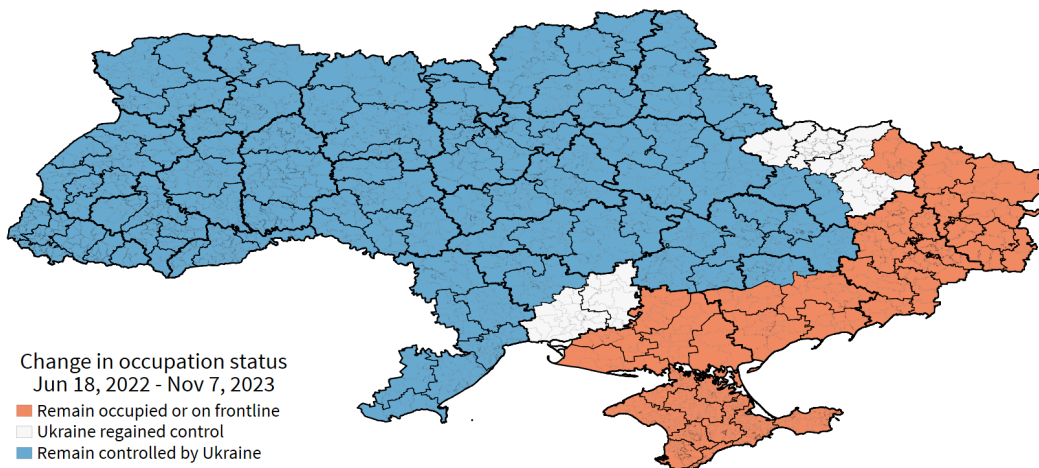 Change in occupation status
Jun 18, 2022 - Nov 7, 2023
Remain occupied or on frontline
Ukraine regained control
Remain controlled by Ukraine